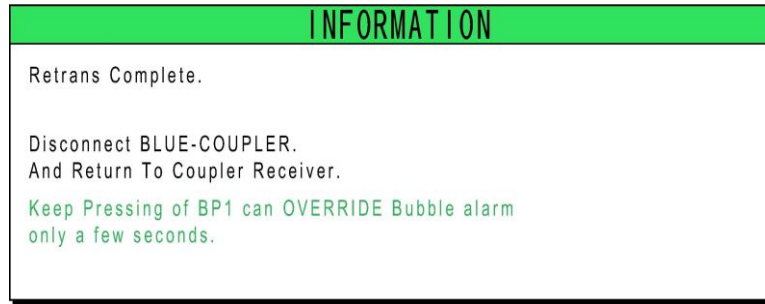 INFORMATION
Retrans Complete.
Disconnect BLUE-COUPLER.
And Return To Coupler Receiver.
Keep Pressing of BP1 can OVERRIDE Bubble alarm
only a few seconds.